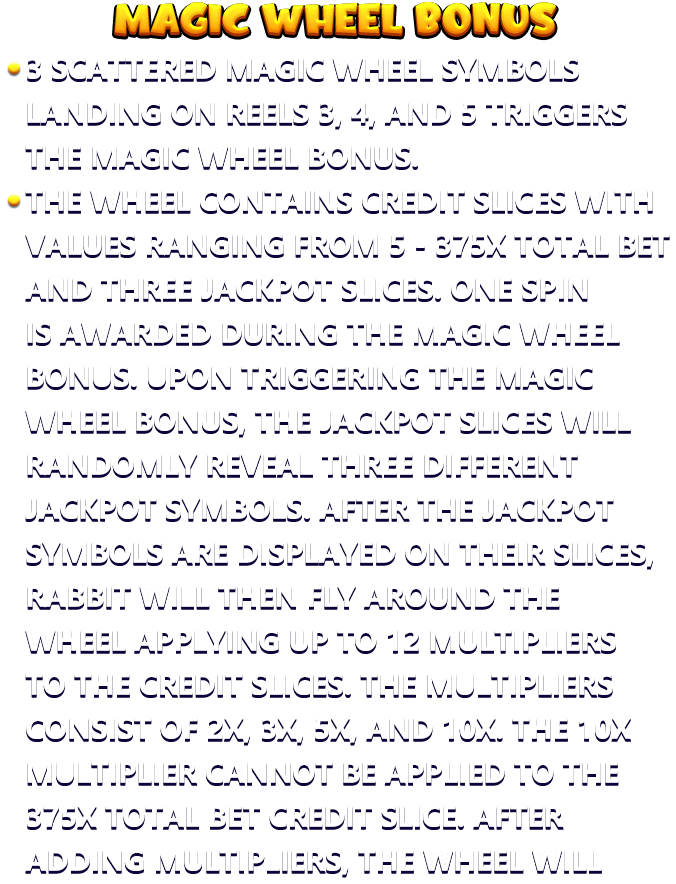 MAGIC WHEEL BONUS
• 3 SCATTERED MAGIC WHEEL SYMBOLS
LANDING ON REELS 3, 4, AND 5 TRIGGERS
THE MAGIC WHEEL BONUS.
• THE WHEEL CONTAINS CREDIT SLICES WITH
VALUES RANGING FROM 5 - 375X TOTAL BET
AND THREE JACKPOT SLICES. ONE SPIN
IS AWARDED DURING THE MAGIC WHEEL
BONUS. UPON TRIGGERING THE MAGIC
WHEEL BONUS, THE JACKPOT SLICES WILL
RANDOMLY REVEAL THREE DIFFERENT
JACKPOT SYMBOLS. AFTER THE JACKPOT
SYMBOLS ARE DISPLAYED ON THEIR SLICES,
RABBIT WILL THEN FLY AROUND THE
WHEEL APPLYING UP TO 12 MULTIPLIERS
TO THE CREDIT SLICES. THE MULTIPLIERS
CONSIST OF 2X, 3X, 5X, AND 10X. THE 10X
MULTIPLIER CANNOT BE APPLIED TO THE
375X TOTAL BET CREDIT SLICE. AFTER
ADDING MULTIPLIERS, THE WHEEL WILL